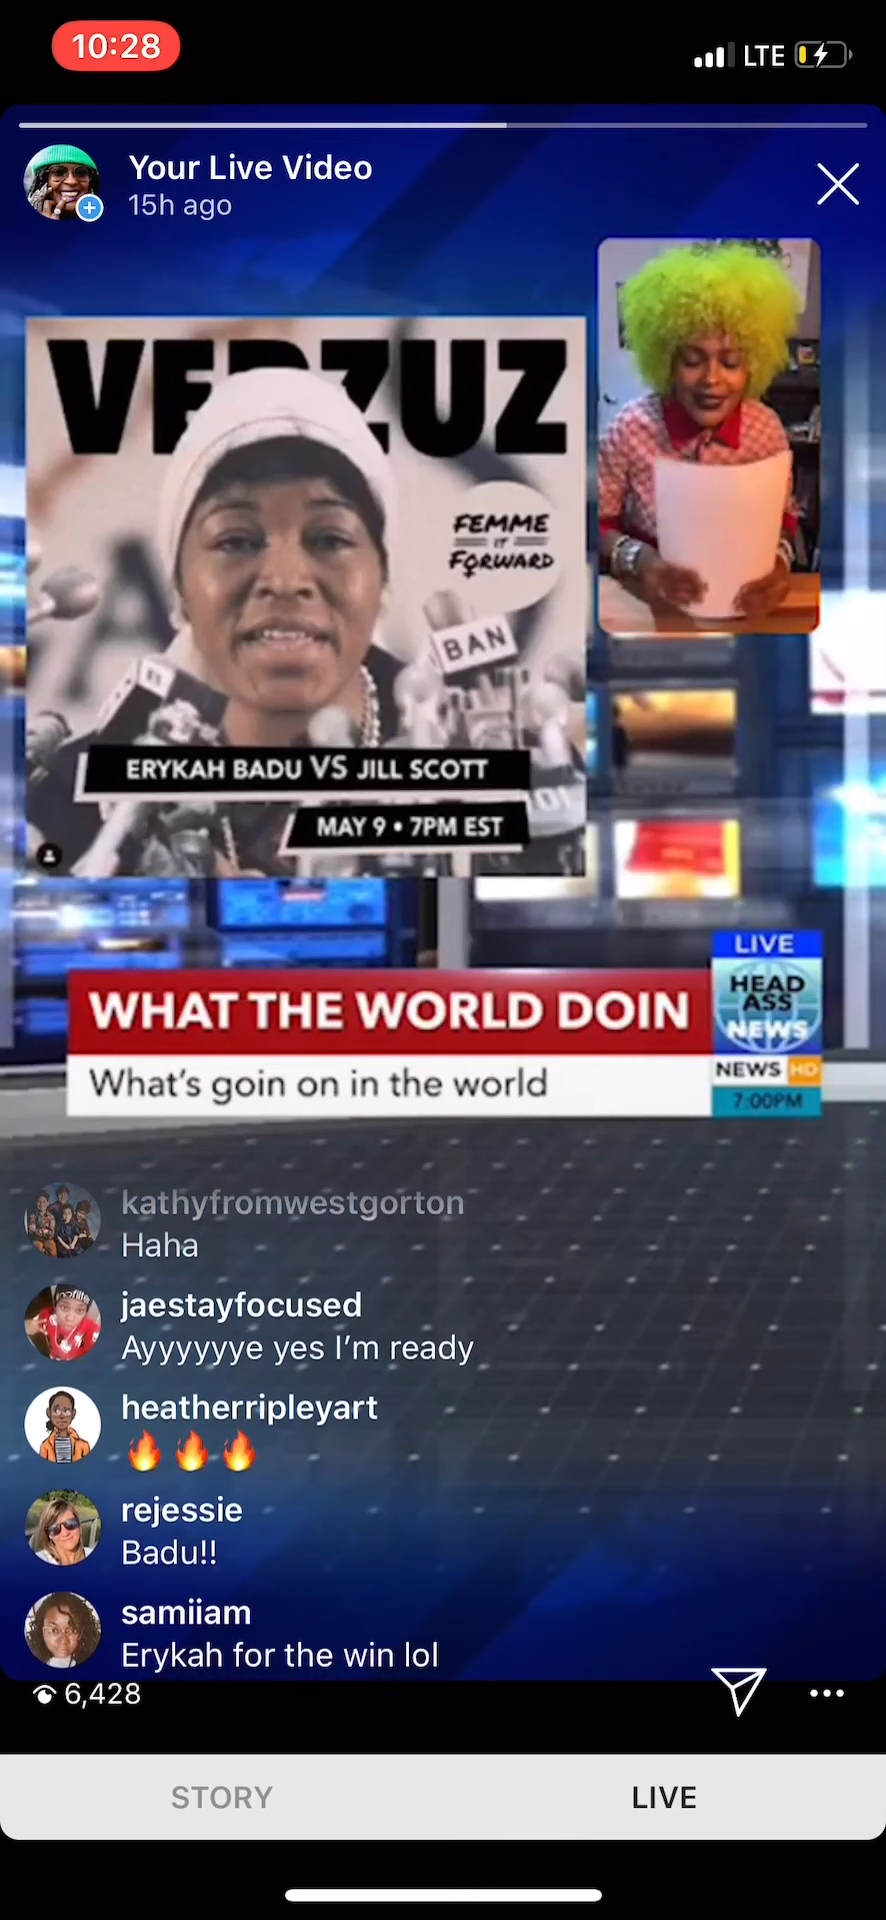 10:28
LTE
Your Live Video
15h ago
VERZUZ
FEMME
IT
FORWARD
BAN
ERYKAH BADU VS JILL SCOTT
MAY 9 • 7PM EST
LIVE
HEAD
ASS
NEWS
WHAT THE WORLD DOIN
What's goin on in the world
NEWS HD
7:00PM
kathyfromwestgorton
Haha
jaestayfocused
Ayyyyyye yes I'm ready
heatherripleyart
🔥🔥🔥
rejessie
Badu!!
samiiam
Erykah for the win lol
6,428
STORY
LIVE